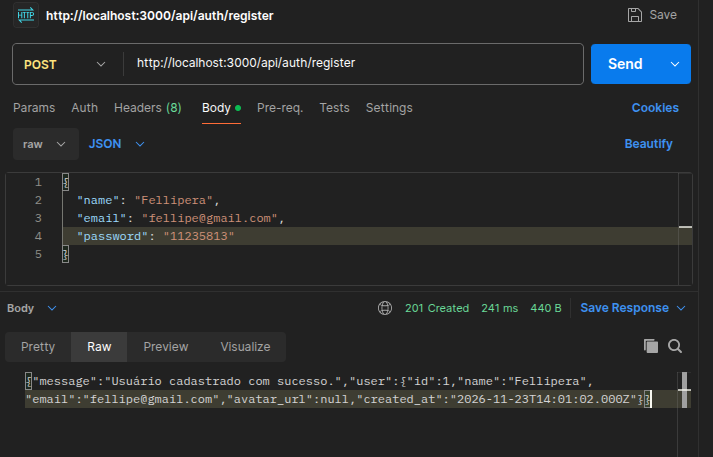 HTTP http://localhost:3000/api/auth/register Save
POST http://localhost:3000/api/auth/register Send
Params Auth Headers (8) Body Pre-req. Tests Settings Cookies
raw JSON Beautify
1 {
2 "name": "Fellipera",
3 "email": "fellipe@gmail.com",
4 "password": "11235813"
5 }
Body 201 Created 241 ms 440 B Save Response
Pretty Raw Preview Visualize
{"message":"Usuário cadastrado com sucesso.","user":{"id":1,"name":"Fellipera",
"email":"fellipe@gmail.com","avatar_url":null,"created_at":"2026-11-23T14:01:02.000Z"}}